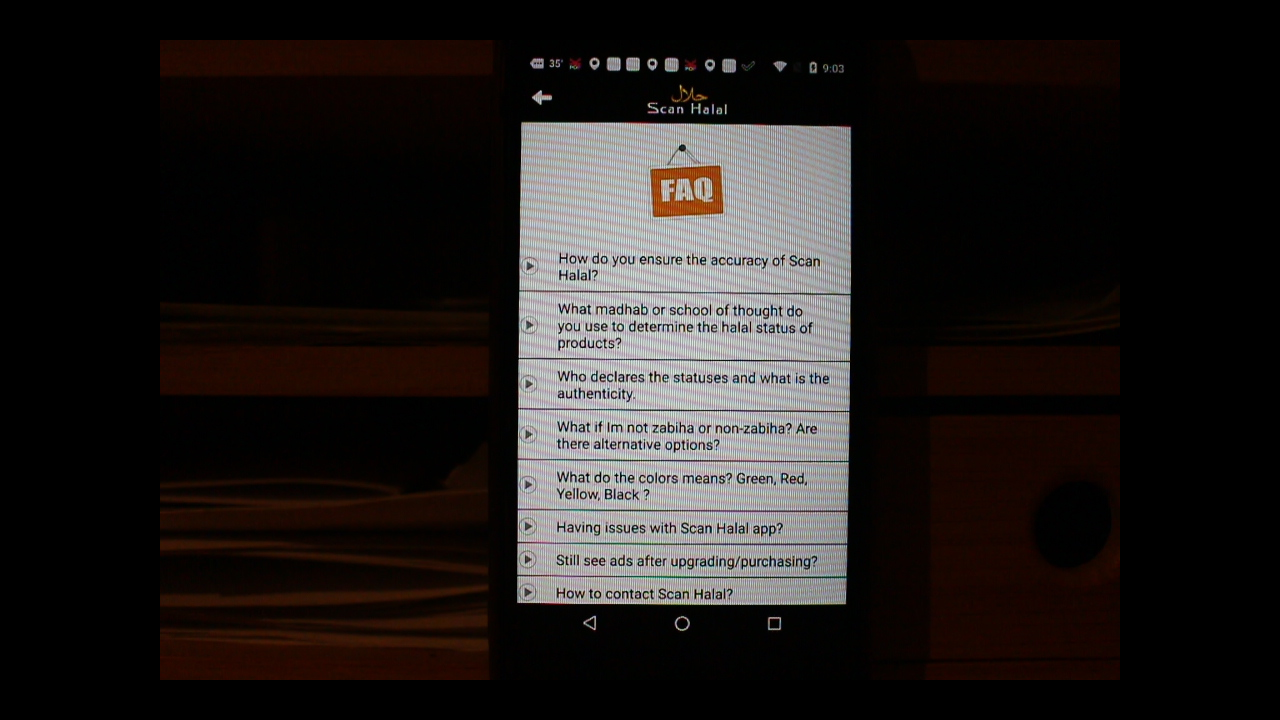 35°
9:03
حلال
Scan Halal
FAQ
How do you ensure the accuracy of Scan
Halal?
What madhab or school of thought do
you use to determine the halal status of
products?
Who declares the statuses and what is the
authenticity.
What if Im not zabiha or non-zabiha? Are
there alternative options?
What do the colors means? Green, Red,
Yellow, Black ?
Having issues with Scan Halal app?
Still see ads after upgrading/purchasing?
How to contact Scan Halal?